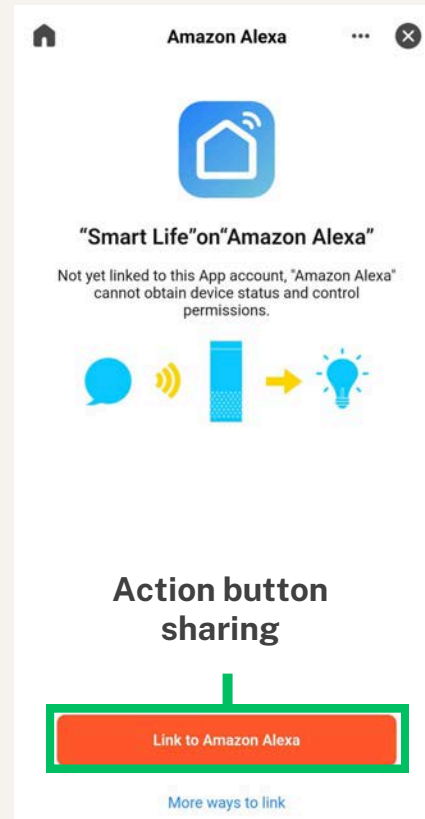 Amazon Alexa
“Smart Life”on“Amazon Alexa”
Not yet linked to this App account, "Amazon Alexa"
cannot obtain device status and control
permissions.
Action button
sharing
Link to Amazon Alexa
More ways to link